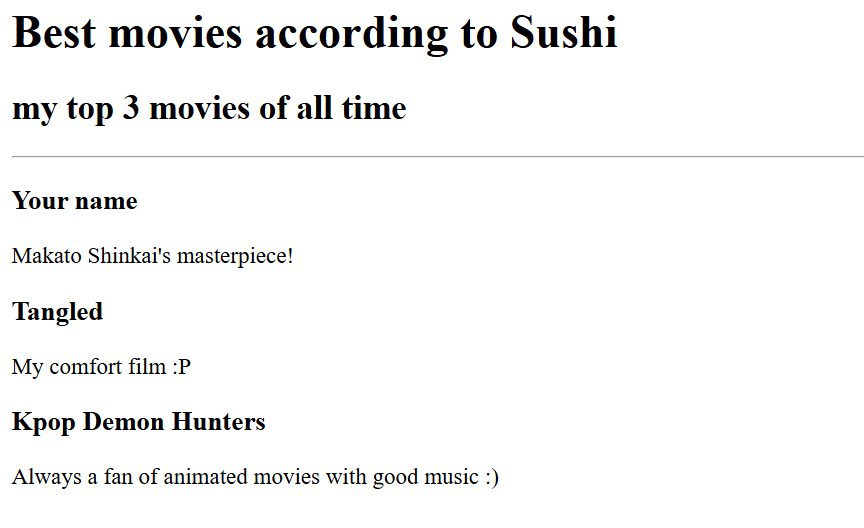 Best movies according to Sushi
my top 3 movies of all time
Your name
Makato Shinkai's masterpiece!
Tangled
My comfort film :P
Kpop Demon Hunters
Always a fan of animated movies with good music :)